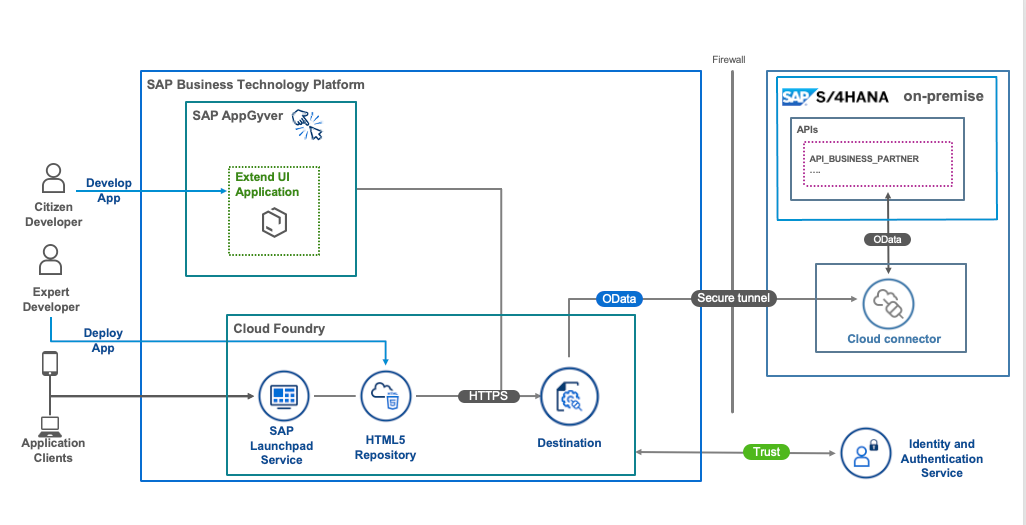 Firewall
SAP Business Technology Platform
SAP AppGyver
Extend UI
Application
Develop
App
Citizen
Developer
Expert
Developer
Deploy
App
Application
Clients
Cloud Foundry
SAP
Launchpad
Service
HTML5
Repository
HTTPS
Destination
OData
Secure tunnel
SAP S/4HANA on-premise
APIs
API_BUSINESS_PARTNER
....
OData
Cloud connector
Trust
Identity and
Authentication
Service